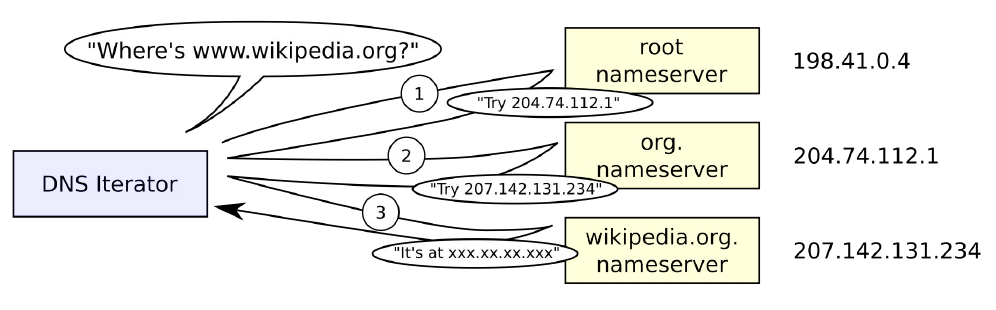 "Where's www.wikipedia.org?"
DNS Iterator
1
"Try 204.74.112.1"
root
nameserver
198.41.0.4
2
"Try 207.142.131.234"
org.
nameserver
204.74.112.1
3
"It's at xxx.xx.xx.xxx"
wikipedia.org.
nameserver
207.142.131.234